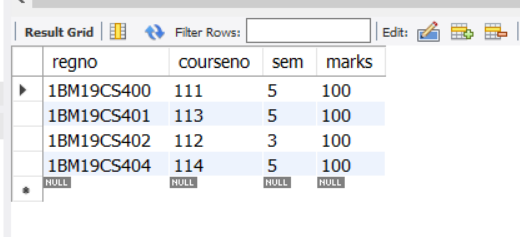 Result Grid Filter Rows: Edit:
regno courseno sem marks
1BM19CS400 111 5 100
1BM19CS401 113 5 100
1BM19CS402 112 3 100
1BM19CS404 114 5 100
NULL NULL NULL NULL